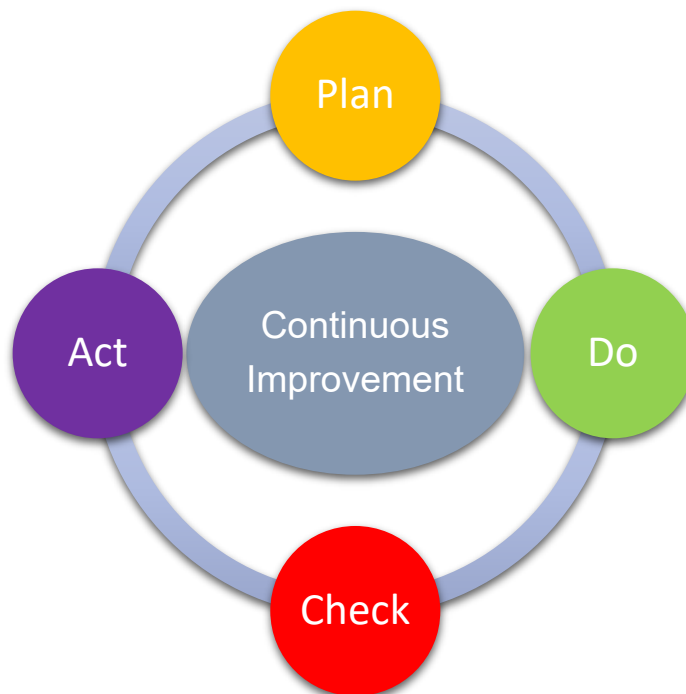 Plan
Act
Continuous
Improvement
Do
Check